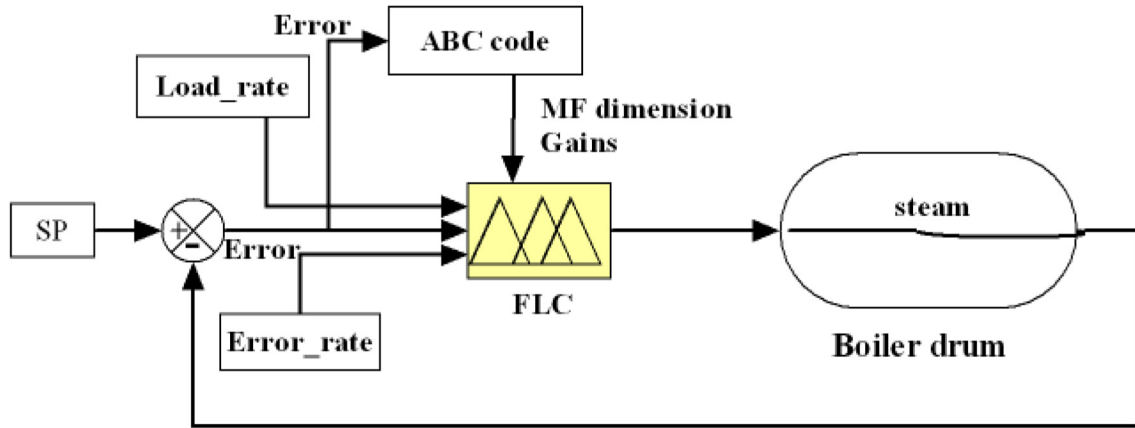 Error
ABC code
Load_rate
MF dimension
Gains
SP
+
-
Error
steam
FLC
Error_rate
Boiler drum